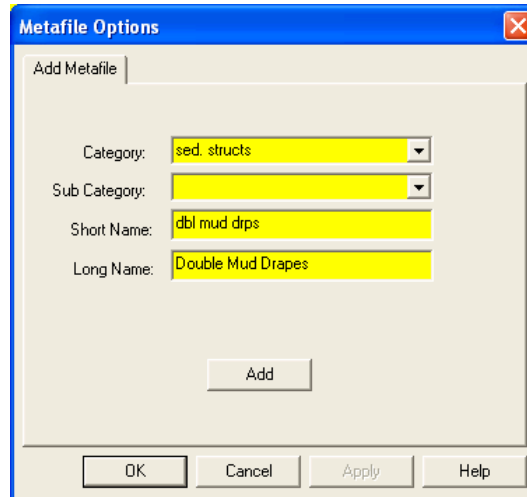 Metafile Options
Add Metafile
Category: sed. structs
Sub Category:
Short Name: dbl mud drps
Long Name: Double Mud Drapes
Add
OK Cancel Apply Help